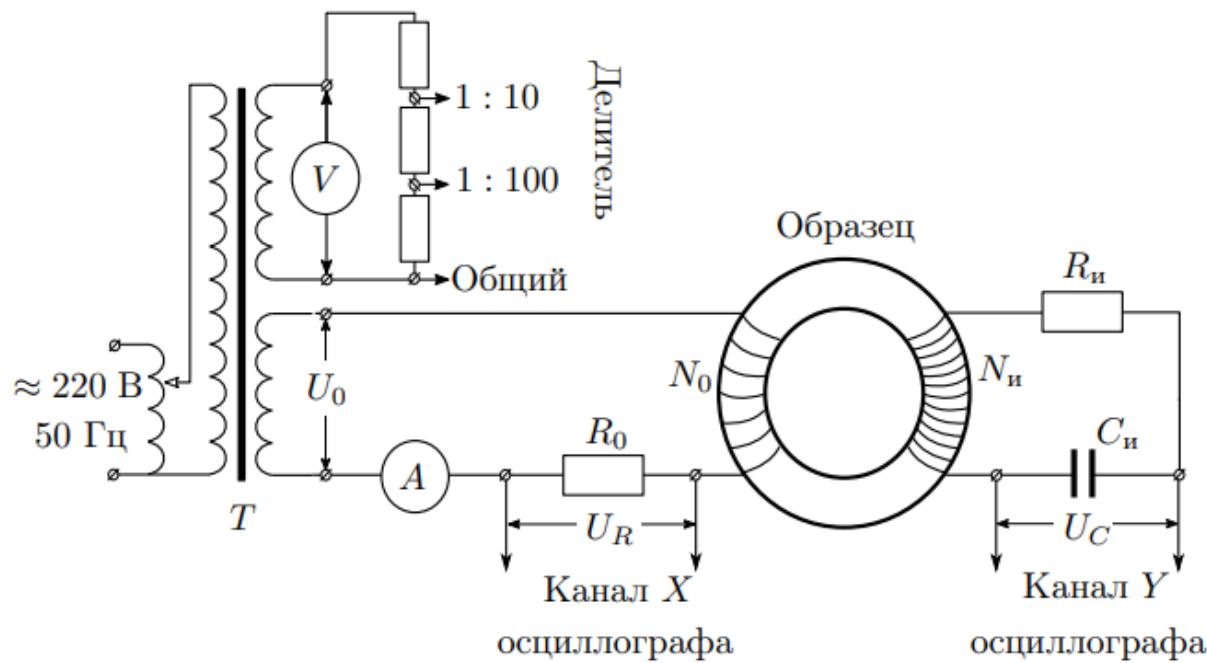 1 : 10
Делитель
V
1 : 100
Образец
Общий
R_и
≈ 220 В
50 Гц
U_0
N_0
N_и
R_0
C_и
A
T
U_R
U_C
Канал X
осциллографа
Канал Y
осциллографа